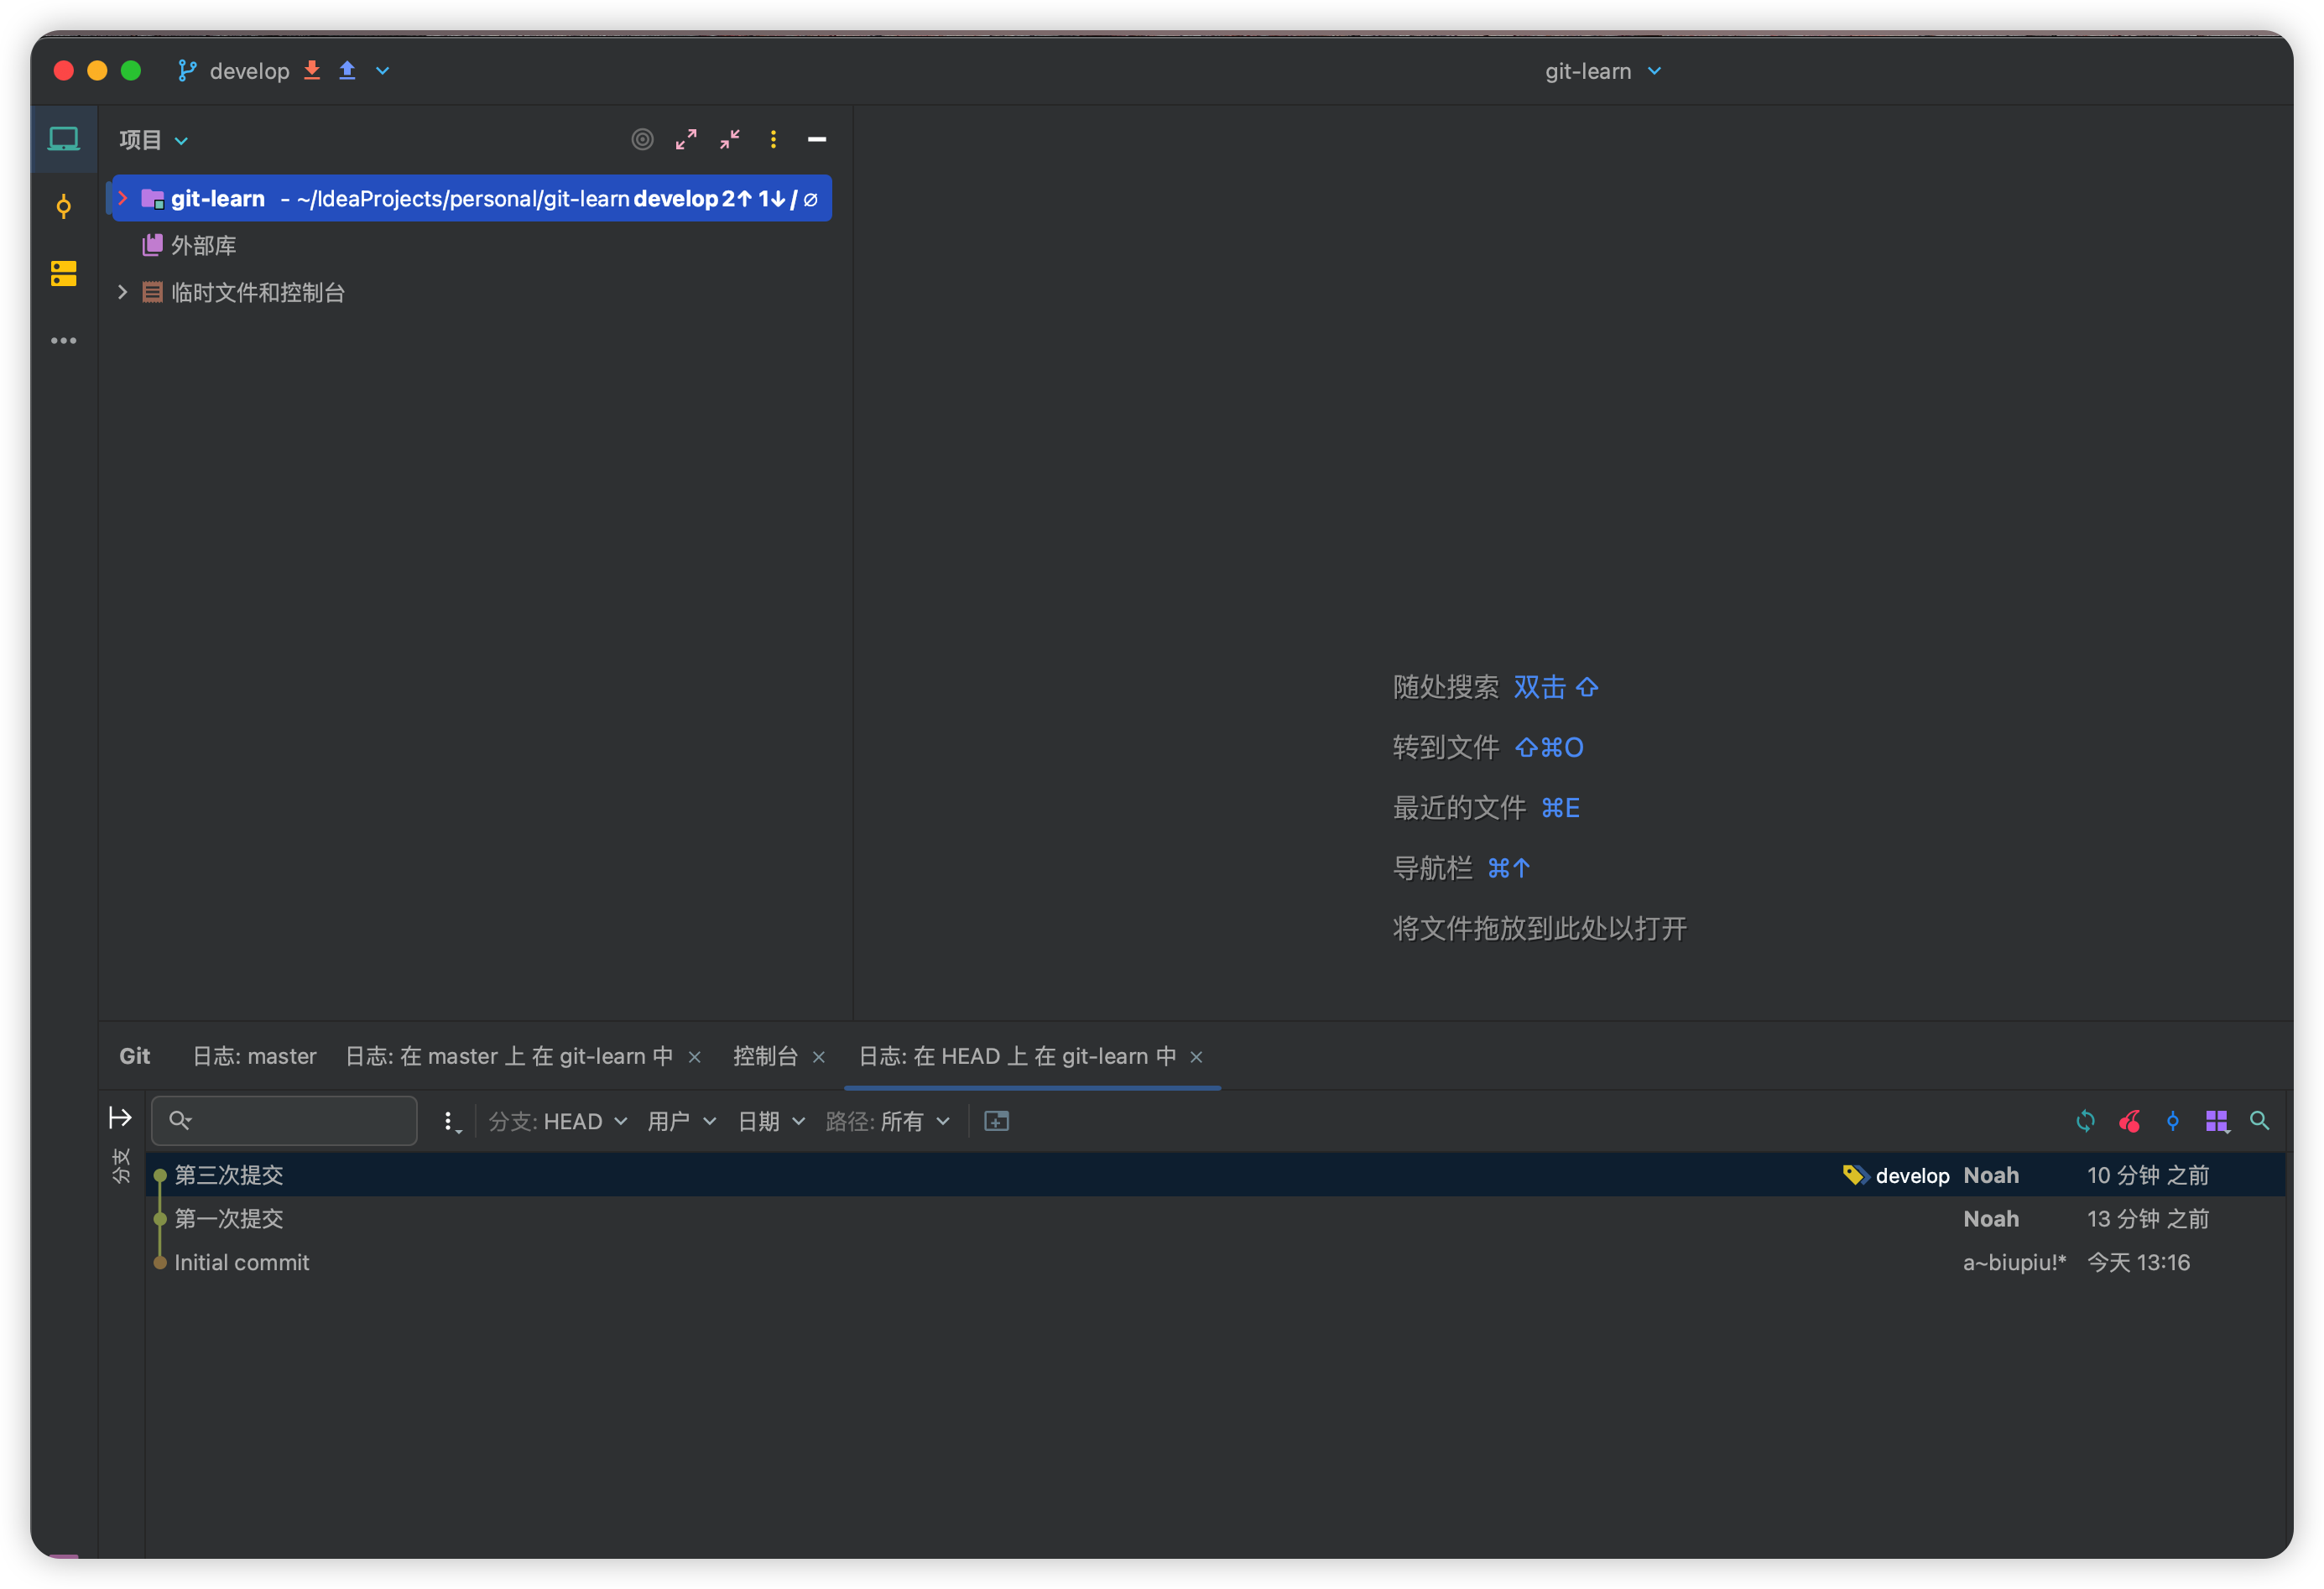 develop
git-learn
项目
git-learn - ~/IdeaProjects/personal/git-learn develop 2↑ 1↓ / ∅
外部库
临时文件和控制台
随处搜索 双击 ⇧
转到文件 ⇧⌘O
最近的文件 ⌘E
导航栏 ⌘↑
将文件拖放到此处以打开
Git 日志: master 日志: 在 master 上 在 git-learn 中 × 控制台 × 日志: 在 HEAD 上 在 git-learn 中 ×
分支: HEAD 用户 日期 路径: 所有
分支
第三次提交 develop Noah 10 分钟 之前
第一次提交 Noah 13 分钟 之前
Initial commit a~biupiu!* 今天 13:16